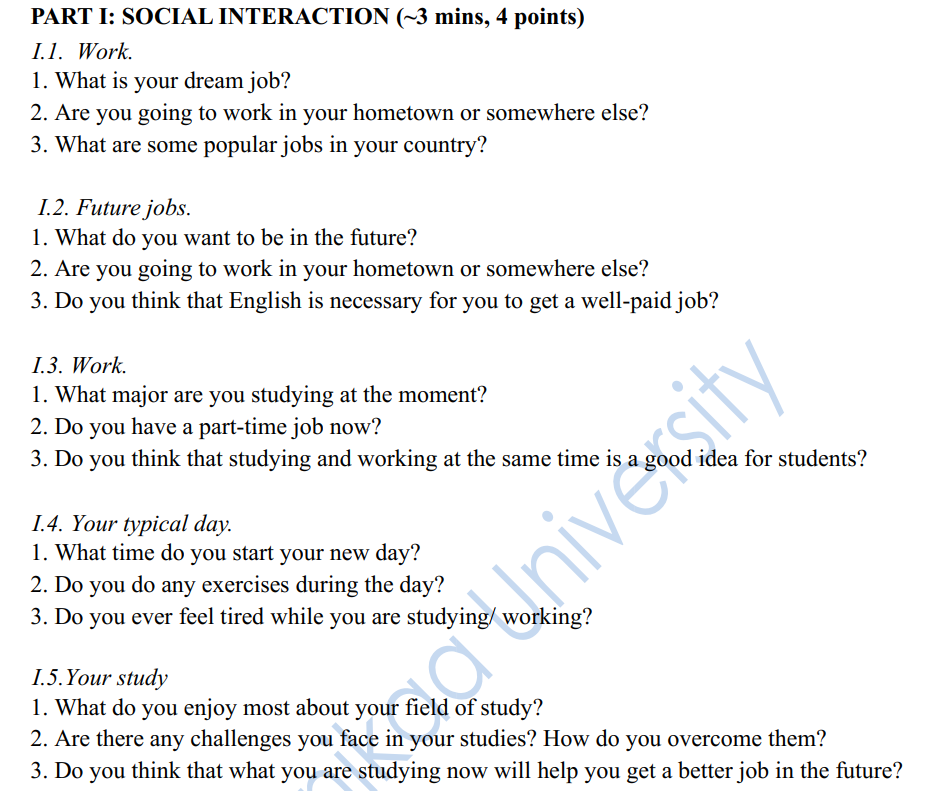 PART I: SOCIAL INTERACTION (~3 mins, 4 points)
I.1. Work.
1. What is your dream job?
2. Are you going to work in your hometown or somewhere else?
3. What are some popular jobs in your country?
I.2. Future jobs.
1. What do you want to be in the future?
2. Are you going to work in your hometown or somewhere else?
3. Do you think that English is necessary for you to get a well-paid job?
I.3. Work.
1. What major are you studying at the moment?
2. Do you have a part-time job now?
3. Do you think that studying and working at the same time is a good idea for students?
I.4. Your typical day.
1. What time do you start your new day?
2. Do you do any exercises during the day?
3. Do you ever feel tired while you are studying/ working?
I.5. Your study
1. What do you enjoy most about your field of study?
2. Are there any challenges you face in your studies? How do you overcome them?
3. Do you think that what you are studying now will help you get a better job in the future?
University